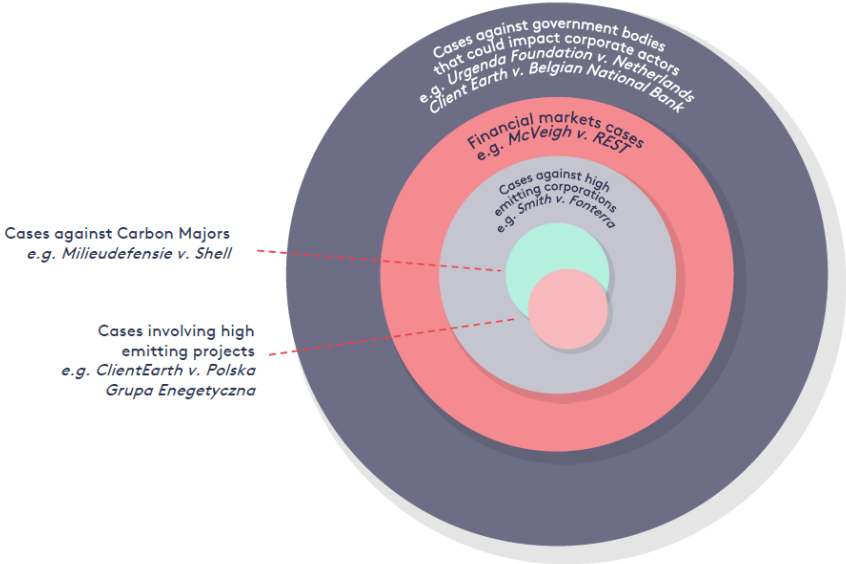 Cases against government bodies
that could impact corporate actors
e.g. Urgenda Foundation v. Netherlands
Client Earth v. Belgian National Bank
Financial markets cases
e.g. McVeigh v. REST
Cases against high
emitting corporations
e.g. Smith v. Fonterra
Cases against Carbon Majors
e.g. Milieudefensie v. Shell
Cases involving high
emitting projects
e.g. ClientEarth v. Polska
Grupa Enegetyczna